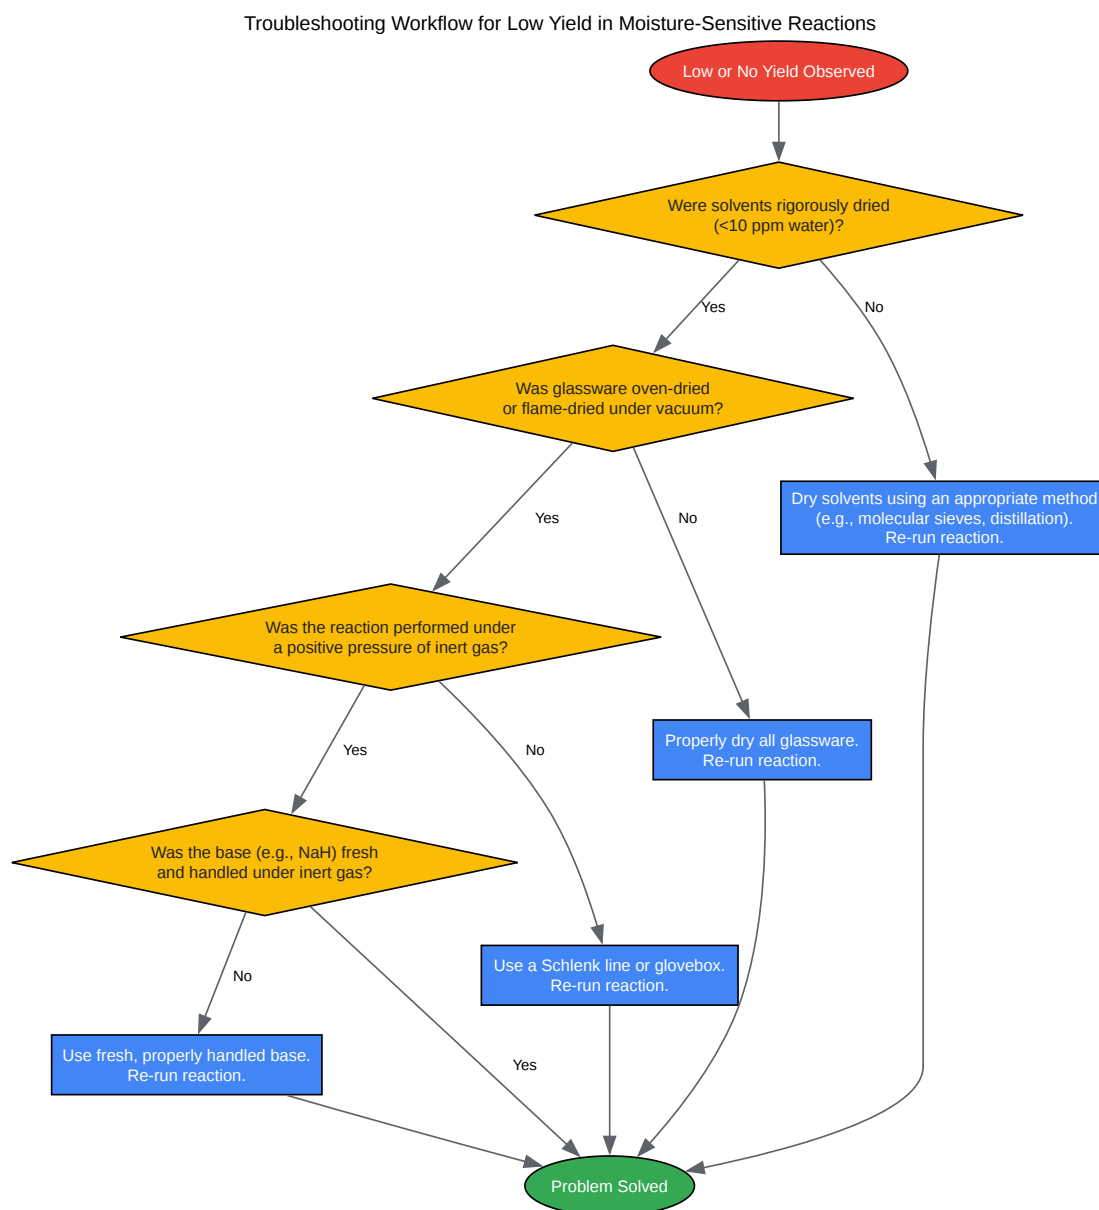 Troubleshooting Workflow for Low Yield in Moisture-Sensitive Reactions
Low or No Yield Observed
Were solvents rigorously dried
(<10 ppm water)?
Yes
No
Was glassware oven-dried
or flame-dried under vacuum?
Dry solvents using an appropriate method
(e.g., molecular sieves, distillation).
Re-run reaction.
Yes
No
Was the reaction performed under
a positive pressure of inert gas?
Properly dry all glassware.
Re-run reaction.
Yes
No
Was the base (e.g., NaH) fresh
and handled under inert gas?
Use a Schlenk line or glovebox.
Re-run reaction.
No
Yes
Use fresh, properly handled base.
Re-run reaction.
Problem Solved